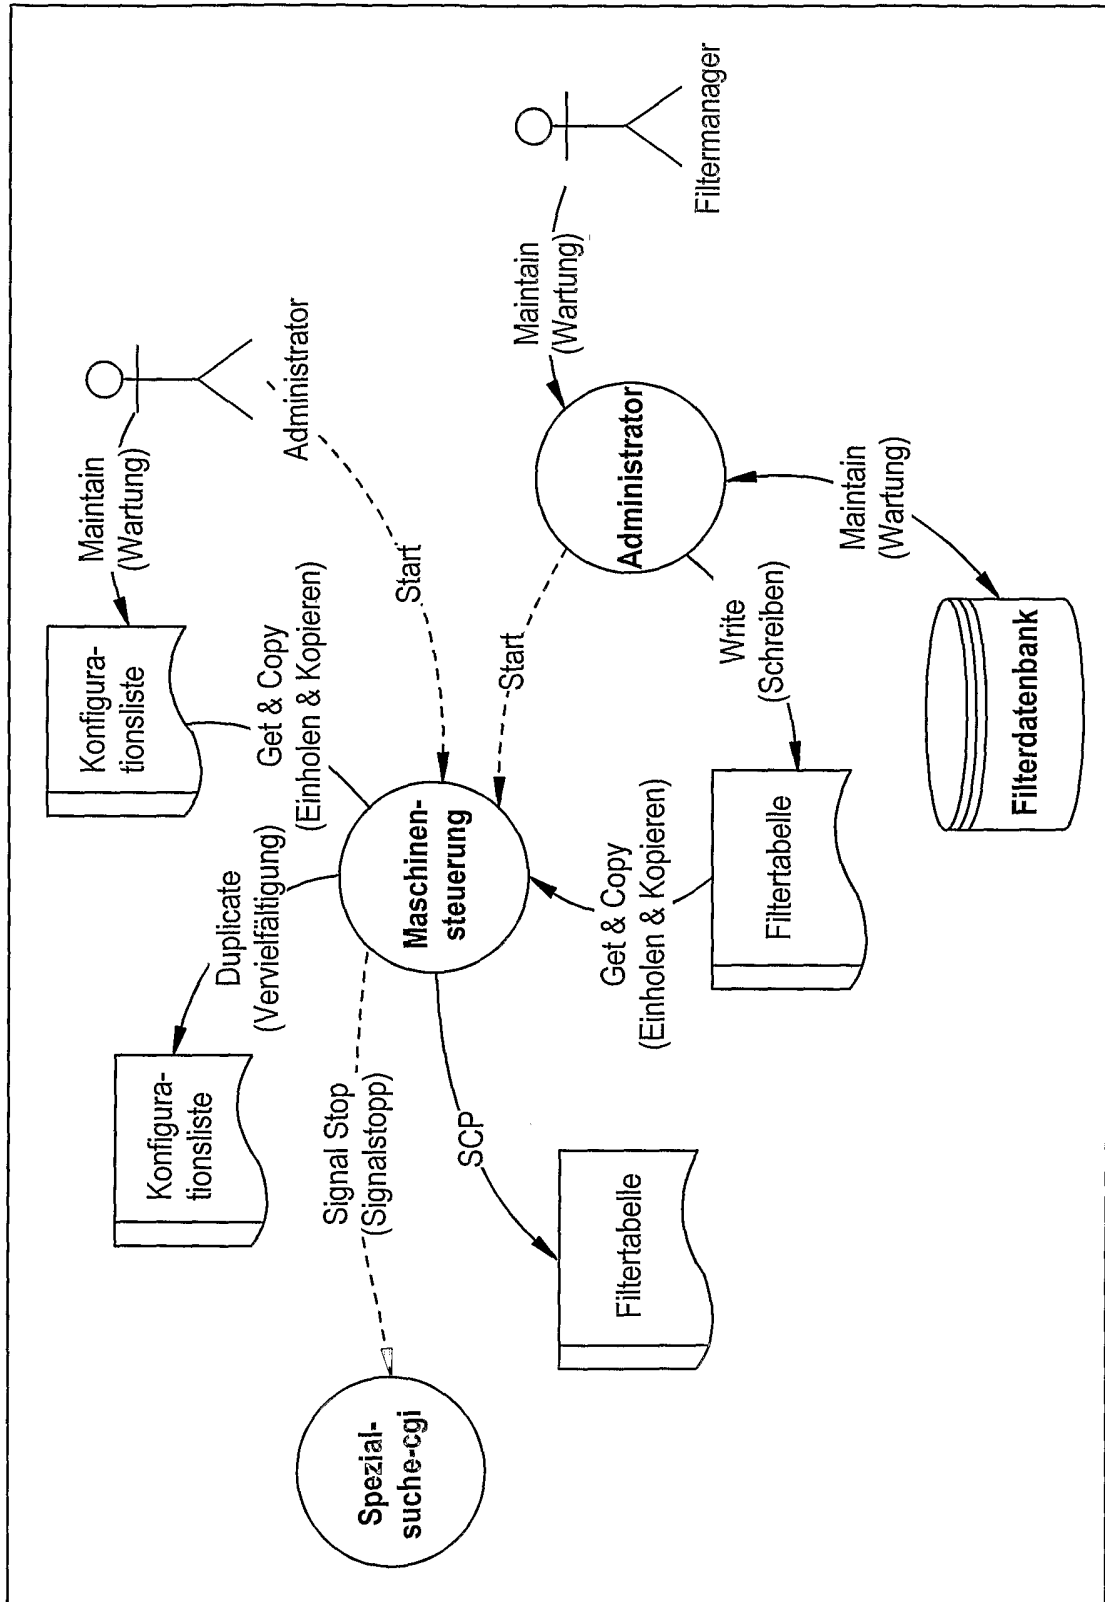 Filtermanager
Maintain
(Wartung)
Administrator
Maintain
(Wartung)
Konfigura-
tionsliste
Get & Copy
(Einholen & Kopieren)
Start
Start
Administrator
Maintain
(Wartung)
Write
(Schreiben)
Filterdatenbank
Filtertabelle
Get & Copy
(Einholen & Kopieren)
Maschinen-
steuerung
Duplicate
(Vervielfältigung)
Konfigura-
tionsliste
Signal Stop
(Signalstopp)
SCP
Filtertabelle
Spezial-
suche-cgi